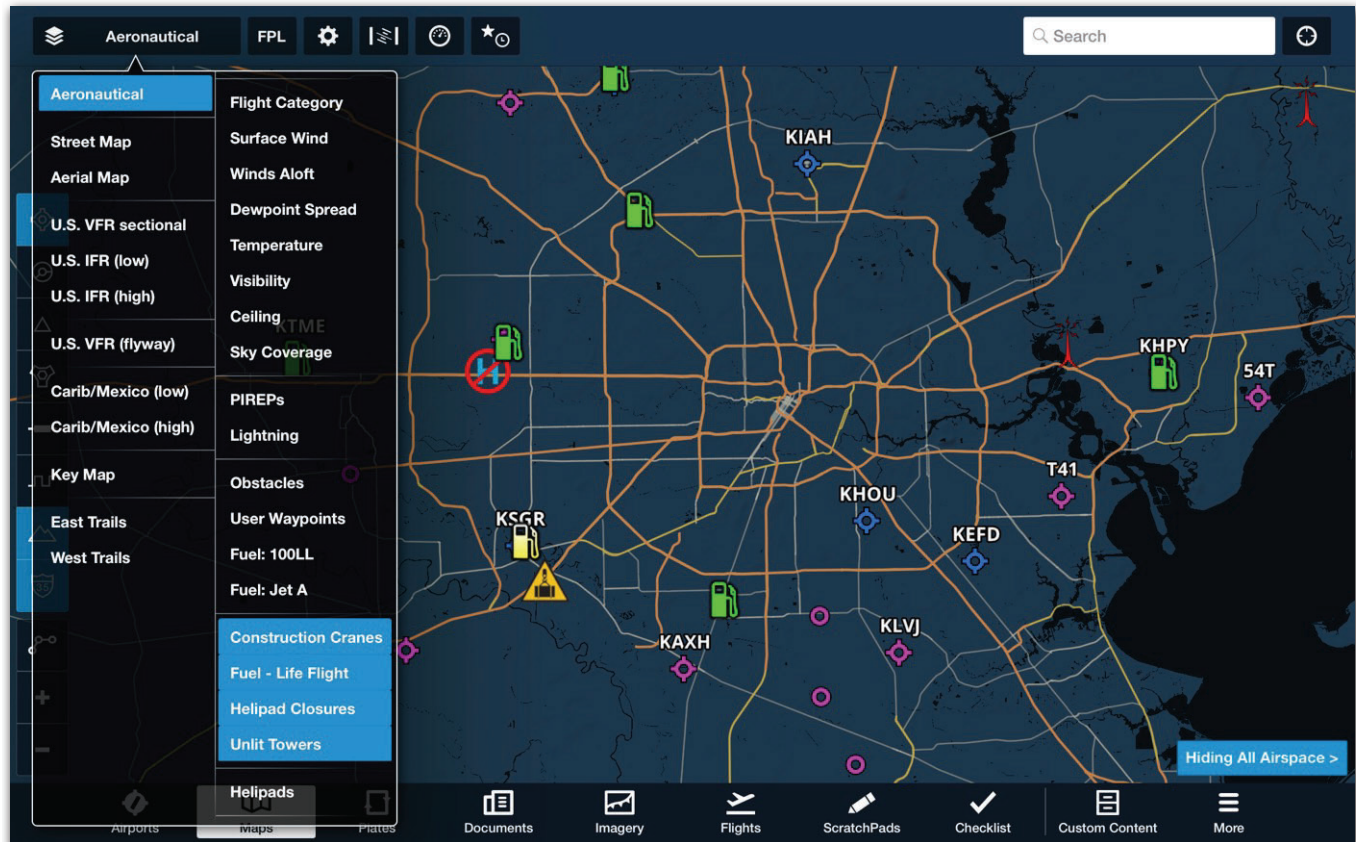 Aeronautical
FPL
Search
Aeronautical
Street Map
Aerial Map
U.S. VFR sectional
U.S. IFR (low)
U.S. IFR (high)
U.S. VFR (flyway)
Carib/Mexico (low)
Carib/Mexico (high)
Key Map
East Trails
West Trails
Flight Category
Surface Wind
Winds Aloft
Dewpoint Spread
Temperature
Visibility
Ceiling
Sky Coverage
PIREPs
Lightning
Obstacles
User Waypoints
Fuel: 100LL
Fuel: Jet A
Construction Cranes
Fuel - Life Flight
Helipad Closures
Unlit Towers
Helipads
KIAH
KTME
H
KHPY
54T
T41
KHOU
KSGR
KEFD
KAXH
KLVJ
Hiding All Airspace >
Airports
Maps
Plates
Documents
Imagery
Flights
ScratchPads
Checklist
Custom Content
More